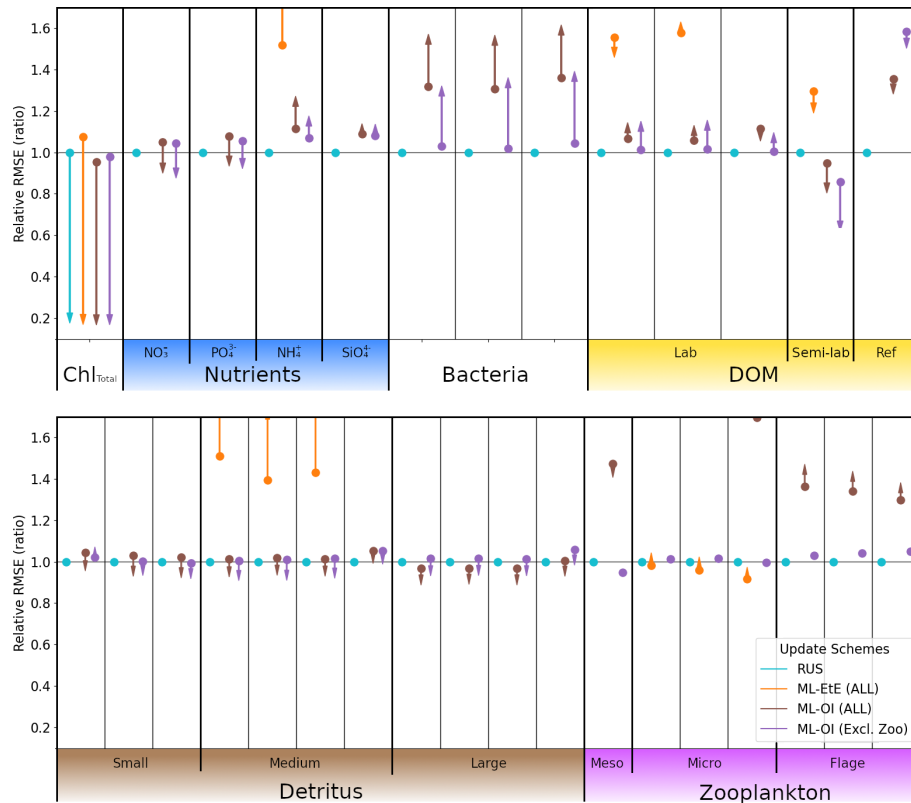 Relative RMSE (ratio)
1.6
1.4
1.2
1.0
0.8
0.6
0.4
0.2
NO₃⁻ PO₄³⁻ NH₄⁺ SiO₄⁴⁻ Lab Semi-lab Ref
Chl_Total Nutrients Bacteria DOM
Relative RMSE (ratio)
1.6
1.4
1.2
1.0
0.8
0.6
0.4
0.2
Update Schemes
RUS
ML-EtE (ALL)
ML-OI (ALL)
ML-OI (Excl. Zoo)
Small Medium Large Meso Micro Flage
Detritus Zooplankton